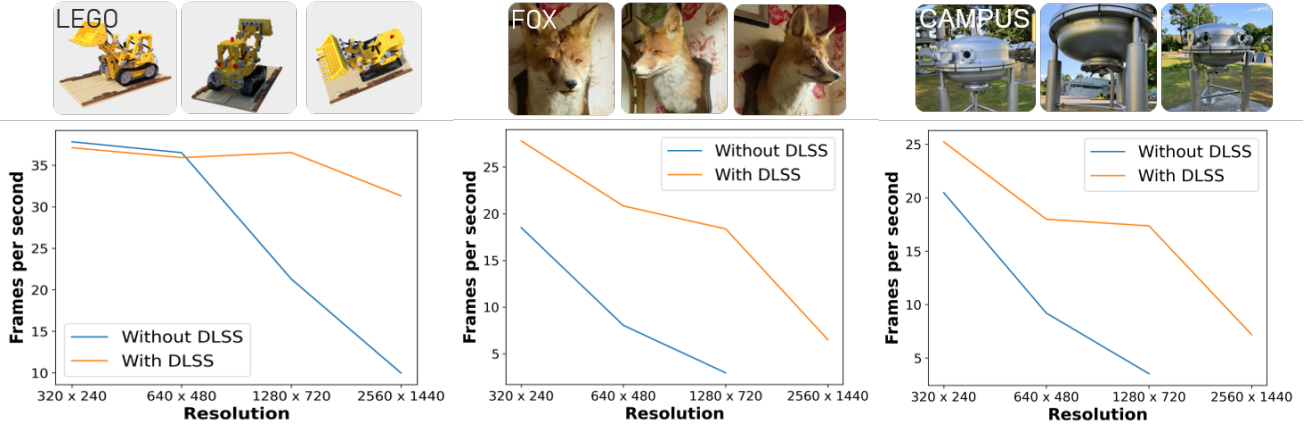 LEGO
FOX
CAMPUS
Frames per second
35
30
25
20
15
10
Without DLSS
With DLSS
320 x 240
640 x 480
1280 x 720
2560 x 1440
Resolution
Frames per second
25
20
15
10
5
Without DLSS
With DLSS
320 x 240
640 x 480
1280 x 720
2560 x 1440
Resolution
Frames per second
25
20
15
10
5
Without DLSS
With DLSS
320 x 240
640 x 480
1280 x 720
2560 x 1440
Resolution